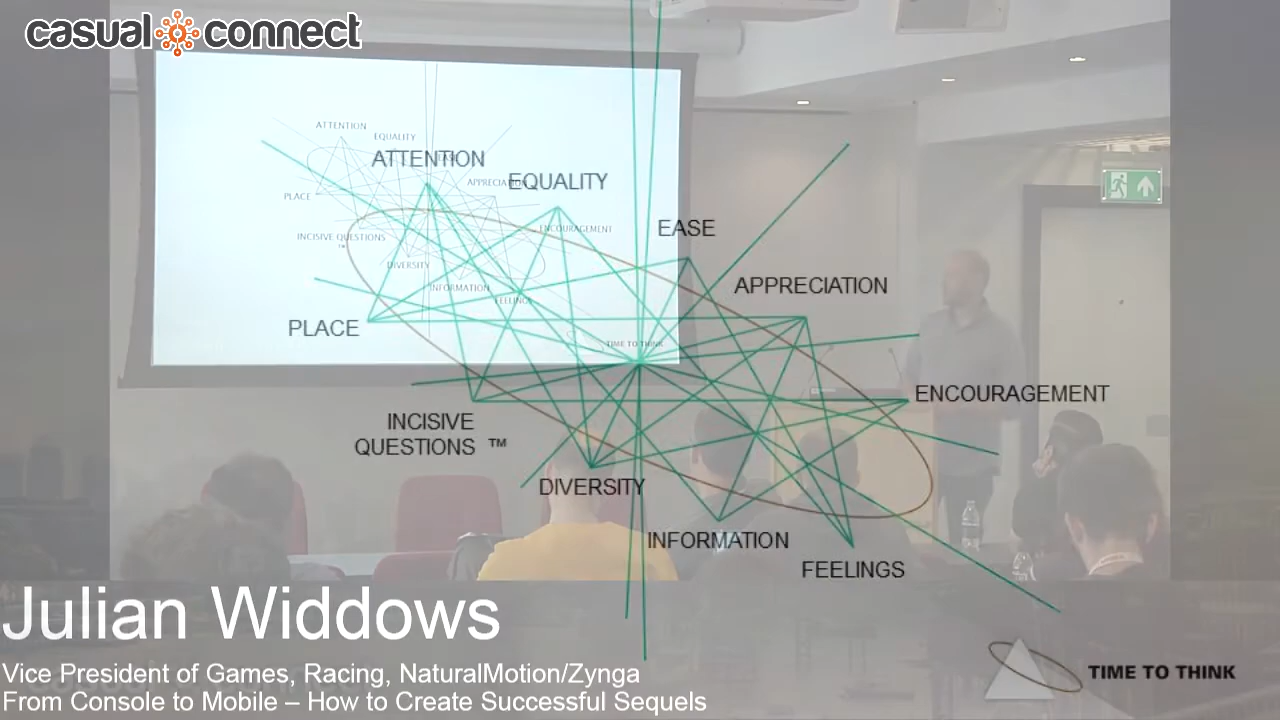 casual connect
ATTENTION
EQUALITY
PLACE
INCISIVE QUESTIONS
™
DIVERSITY
ENCOURAGEMENT
INFORMATION
FEELINGS
TIME TO THINK
ATTENTION
EQUALITY
EASE
APPRECIATION
PLACE
ENCOURAGEMENT
INCISIVE
QUESTIONS ™
DIVERSITY
INFORMATION
FEELINGS
Julian Widdows
Vice President of Games, Racing, NaturalMotion/Zynga
From Console to Mobile – How to Create Successful Sequels
TIME TO THINK